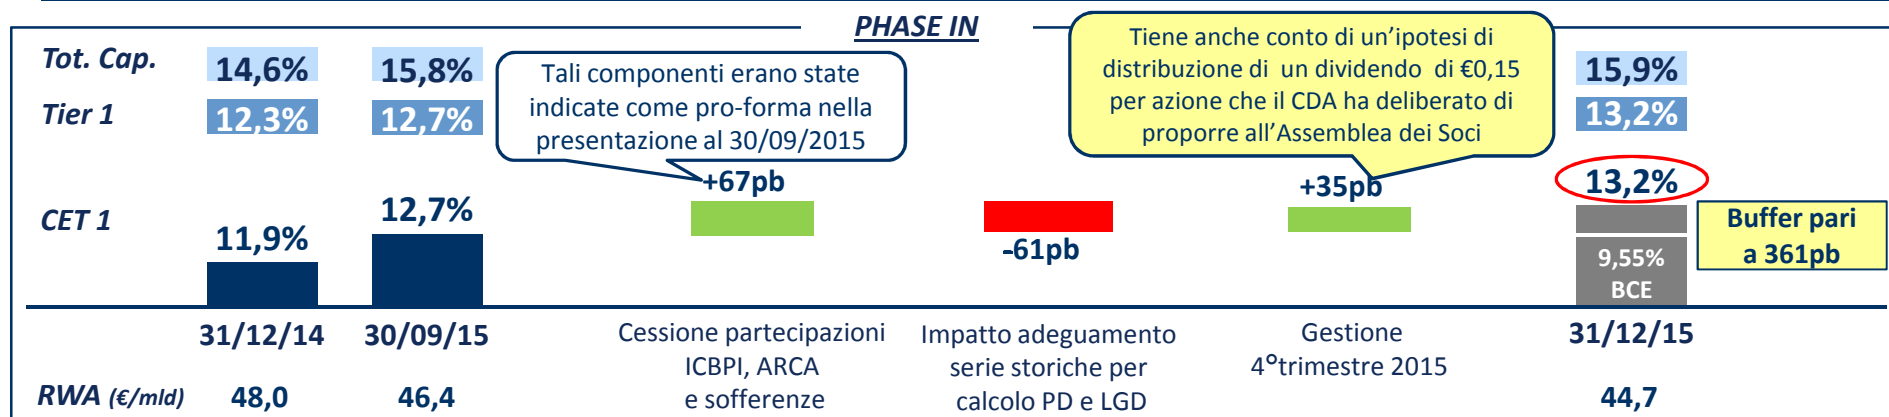 PHASE IN
Tot. Cap.
14,6%
15,8%
15,9%
Tier 1
12,3%
12,7%
13,2%
Tali componenti erano state
indicate come pro-forma nella
presentazione al 30/09/2015
Tiene anche conto di un'ipotesi di
distribuzione di un dividendo di €0,15
per azione che il CDA ha deliberato di
proporre all'Assemblea dei Soci
CET 1
11,9%
12,7%
+67pb
-61pb
+35pb
13,2%
9,55%
BCE
Buffer pari
a 361pb
31/12/14
30/09/15
Cessione partecipazioni
ICBPI, ARCA
e sofferenze
Impatto adeguamento
serie storiche per
calcolo PD e LGD
Gestione
4°trimestre 2015
31/12/15
RWA (€/mld)
48,0
46,4
44,7